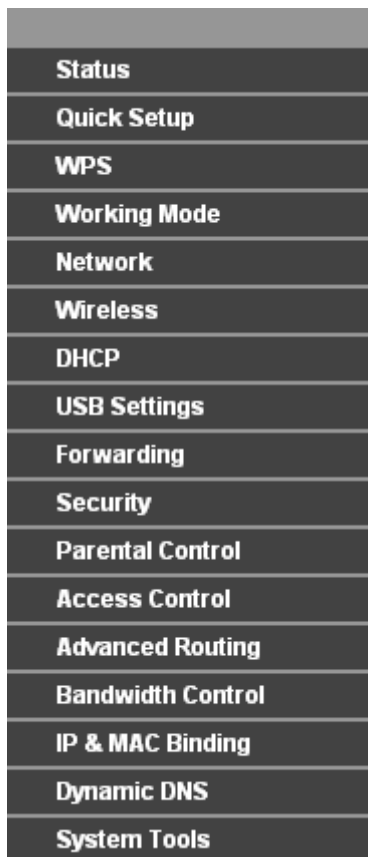 Status
Quick Setup
WPS
Working Mode
Network
Wireless
DHCP
USB Settings
Forwarding
Security
Parental Control
Access Control
Advanced Routing
Bandwidth Control
IP & MAC Binding
Dynamic DNS
System Tools